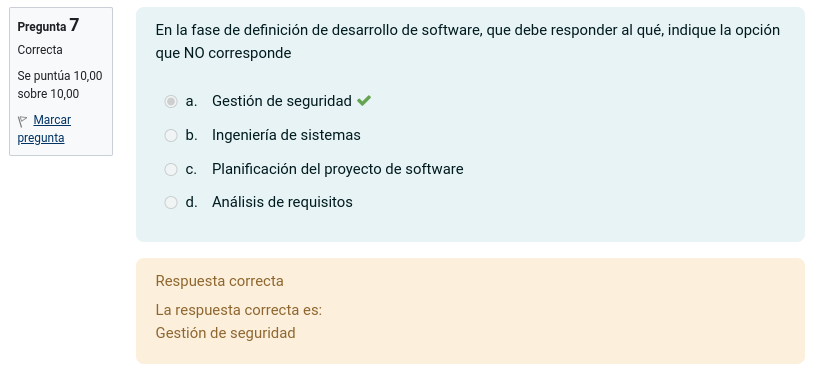 Pregunta 7
Correcta
Se puntúa 10,00
sobre 10,00
Marcar
pregunta
En la fase de definición de desarrollo de software, que debe responder al qué, indique la opción
que NO corresponde
a. Gestión de seguridad
b. Ingeniería de sistemas
c. Planificación del proyecto de software
d. Análisis de requisitos
Respuesta correcta
La respuesta correcta es:
Gestión de seguridad